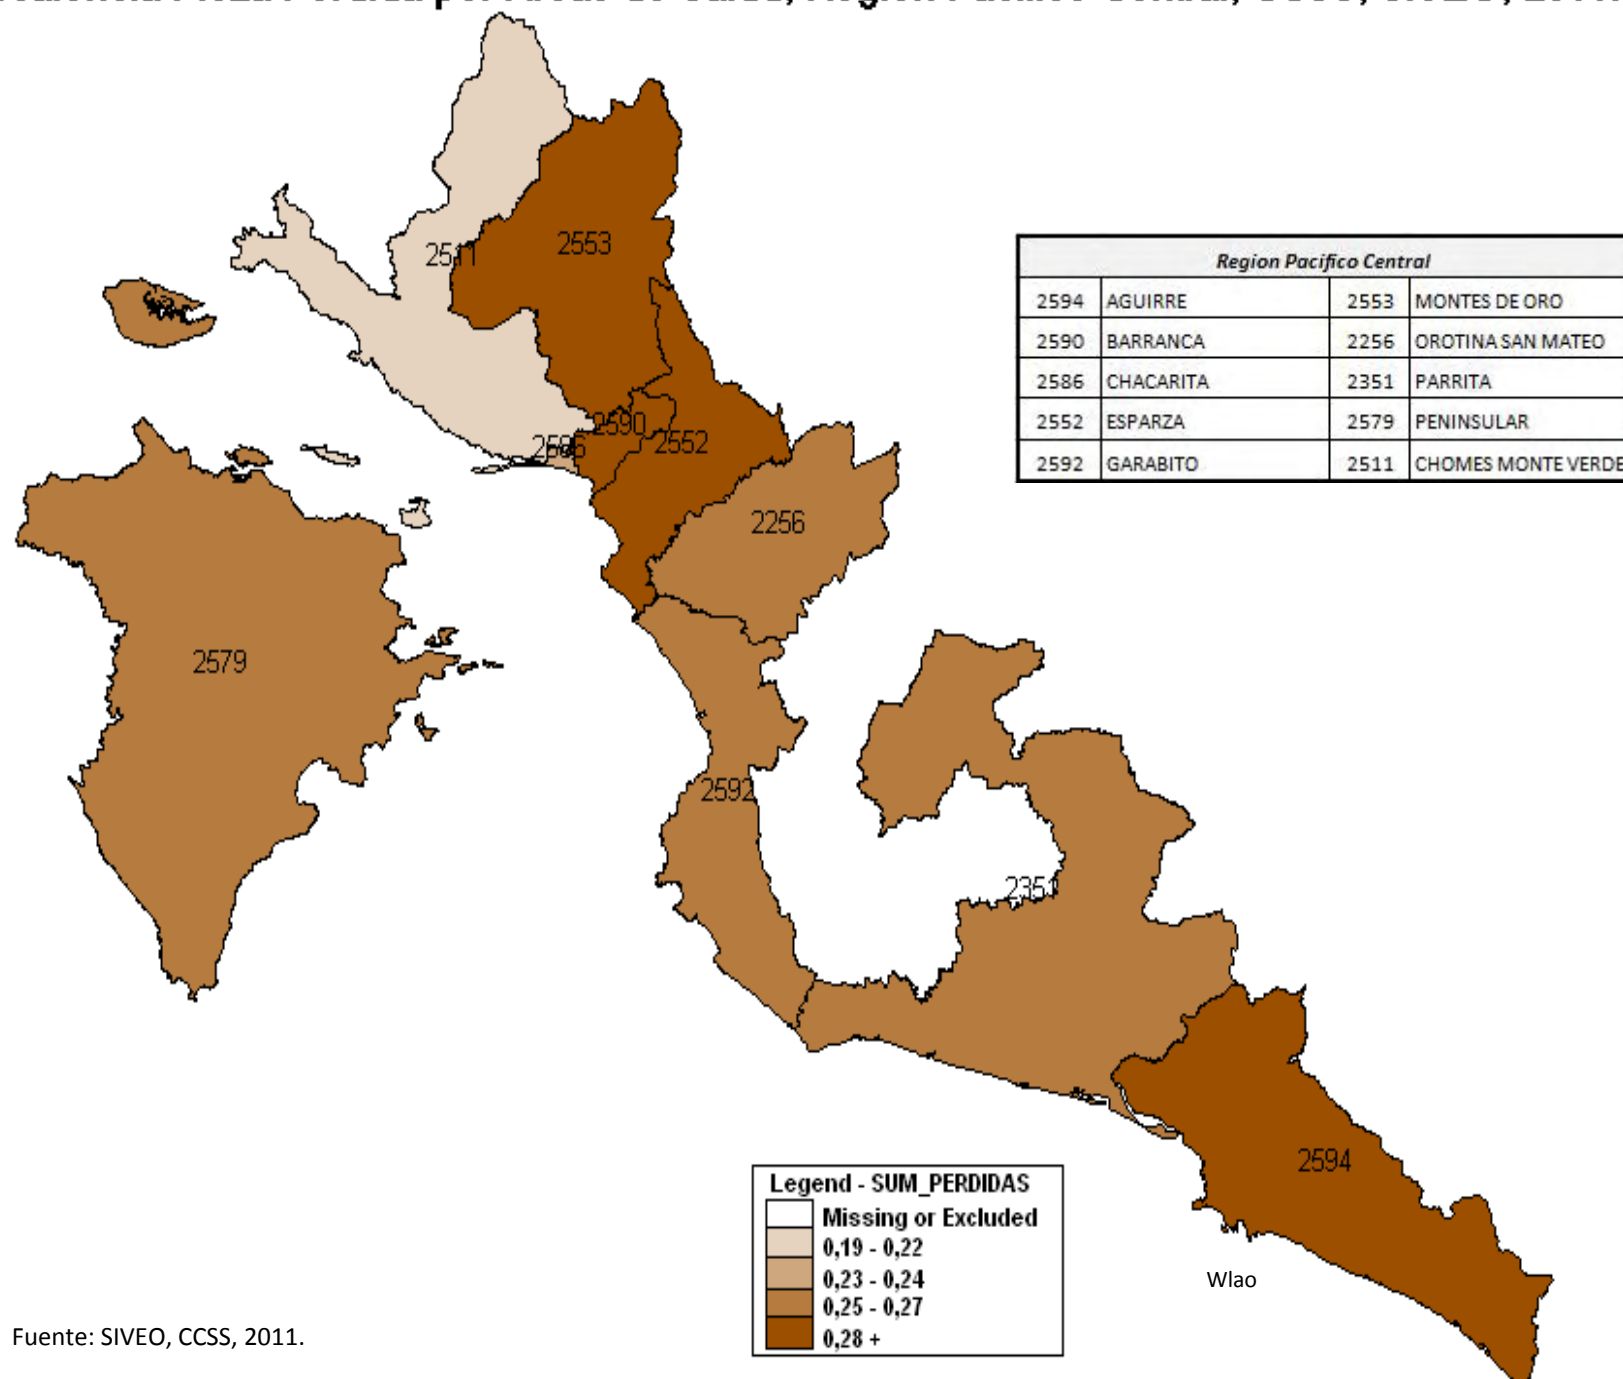 2553
2511
Region Pacifico Central
2594 AGUIRRE 2553 MONTES DE ORO
2590 BARRANCA 2256 OROTINA SAN MATEO
2586 CHACARITA 2351 PARRITA
2552 ESPARZA 2579 PENINSULAR
2592 GARABITO 2511 CHOMES MONTE VERDE
2590
2552
2586
2256
2579
2592
2351
2594
Legend - SUM_PERDIDAS
Missing or Excluded
0,19 - 0,22
0,23 - 0,24
0,25 - 0,27
0,28 +
Wlao
Fuente: SIVEO, CCSS, 2011.